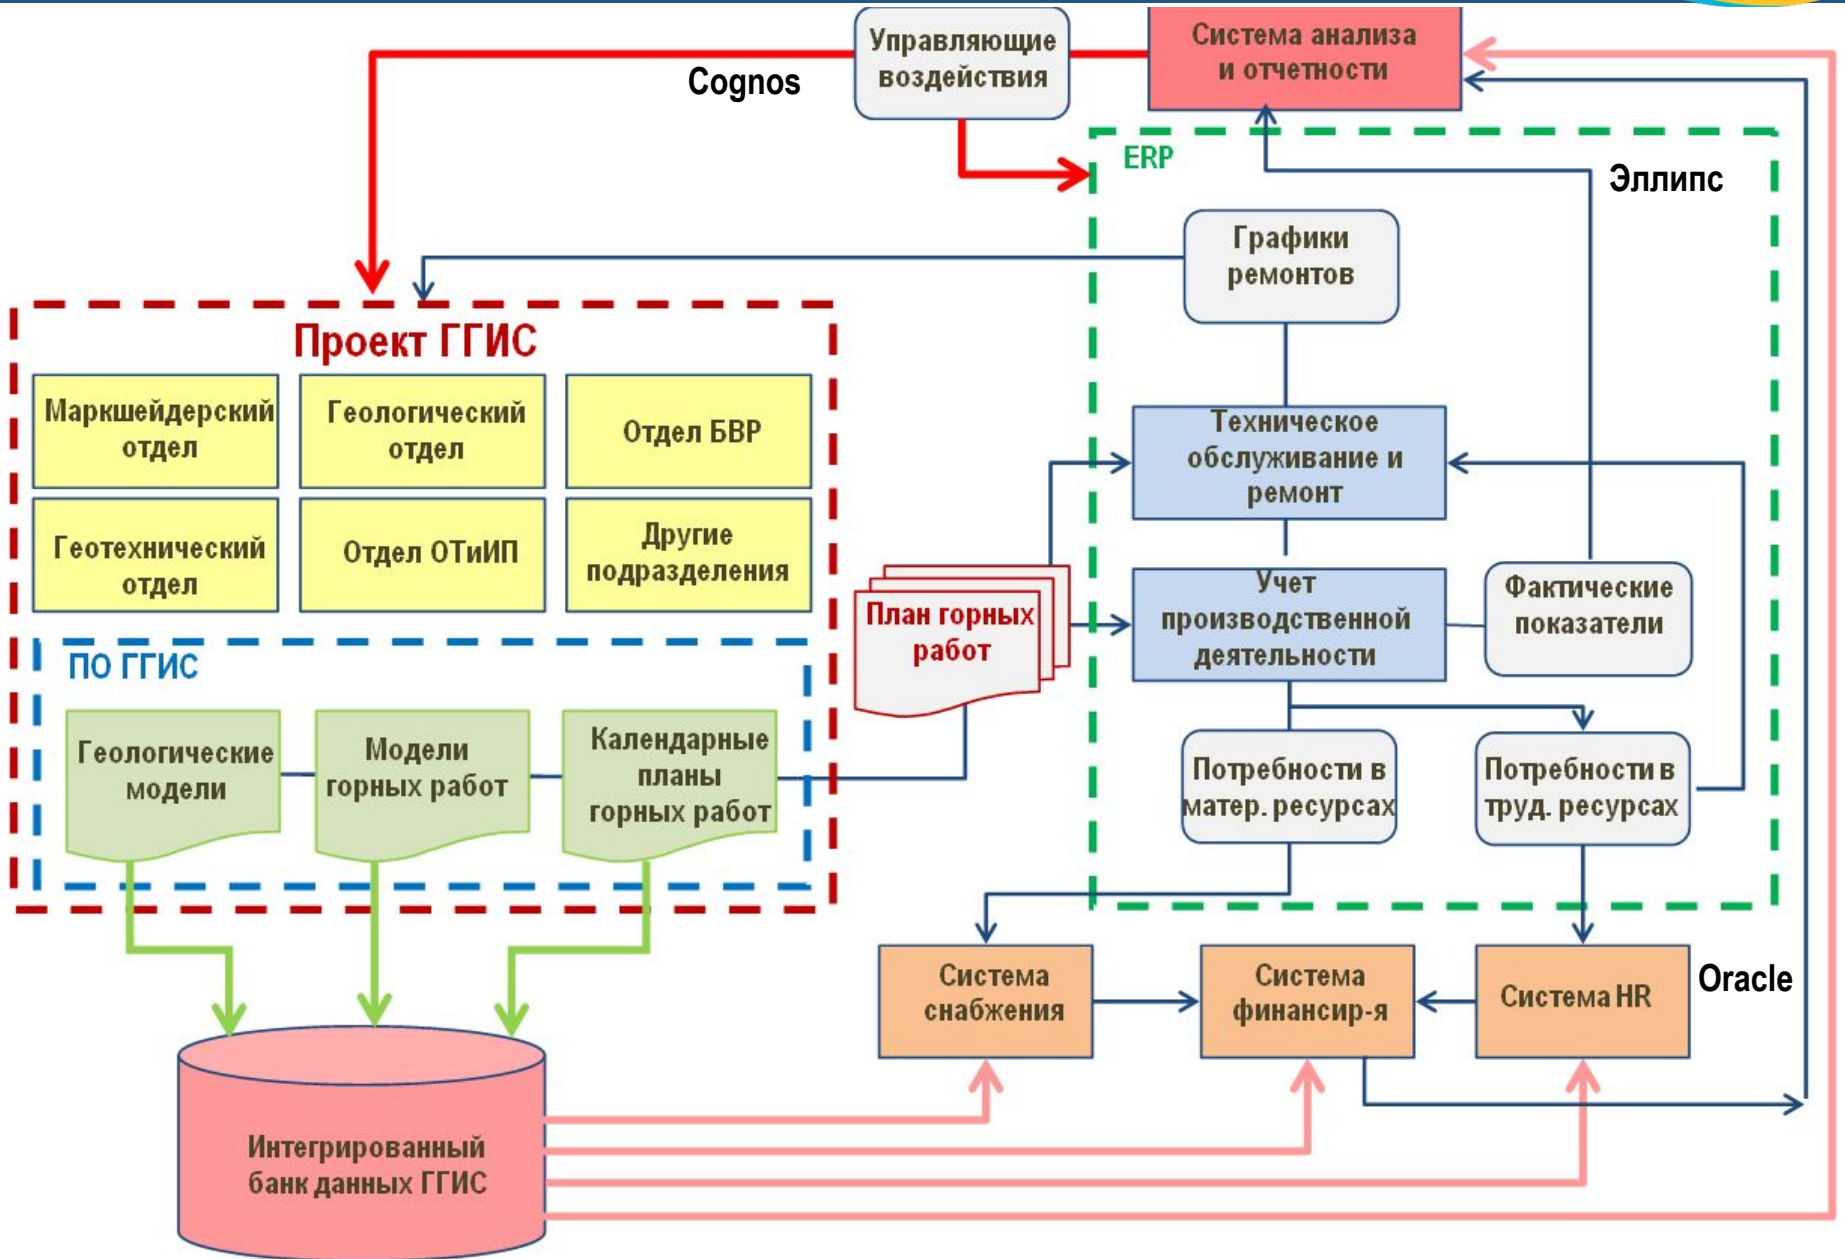 Управляющие
воздействия
Система анализа
и отчетности
Cognos
ERP
Эллипс
Графики
ремонтов
Проект ГГИС
Маркшейдерский
отдел
Геологический
отдел
Отдел БВР
Геотехнический
отдел
Отдел ОТиИП
Другие
подразделения
Техническое
обслуживание и
ремонт
Учет
производственной
деятельности
Фактические
показатели
План горных
работ
ПО ГГИС
Геологические
модели
Модели
горных работ
Календарные
планы
горных работ
Потребности в
матер. ресурсах
Потребности в
труд. ресурсах
Система
снабжения
Система
финансир-я
Система HR
Oracle
Интегрированный
банк данных ГГИС